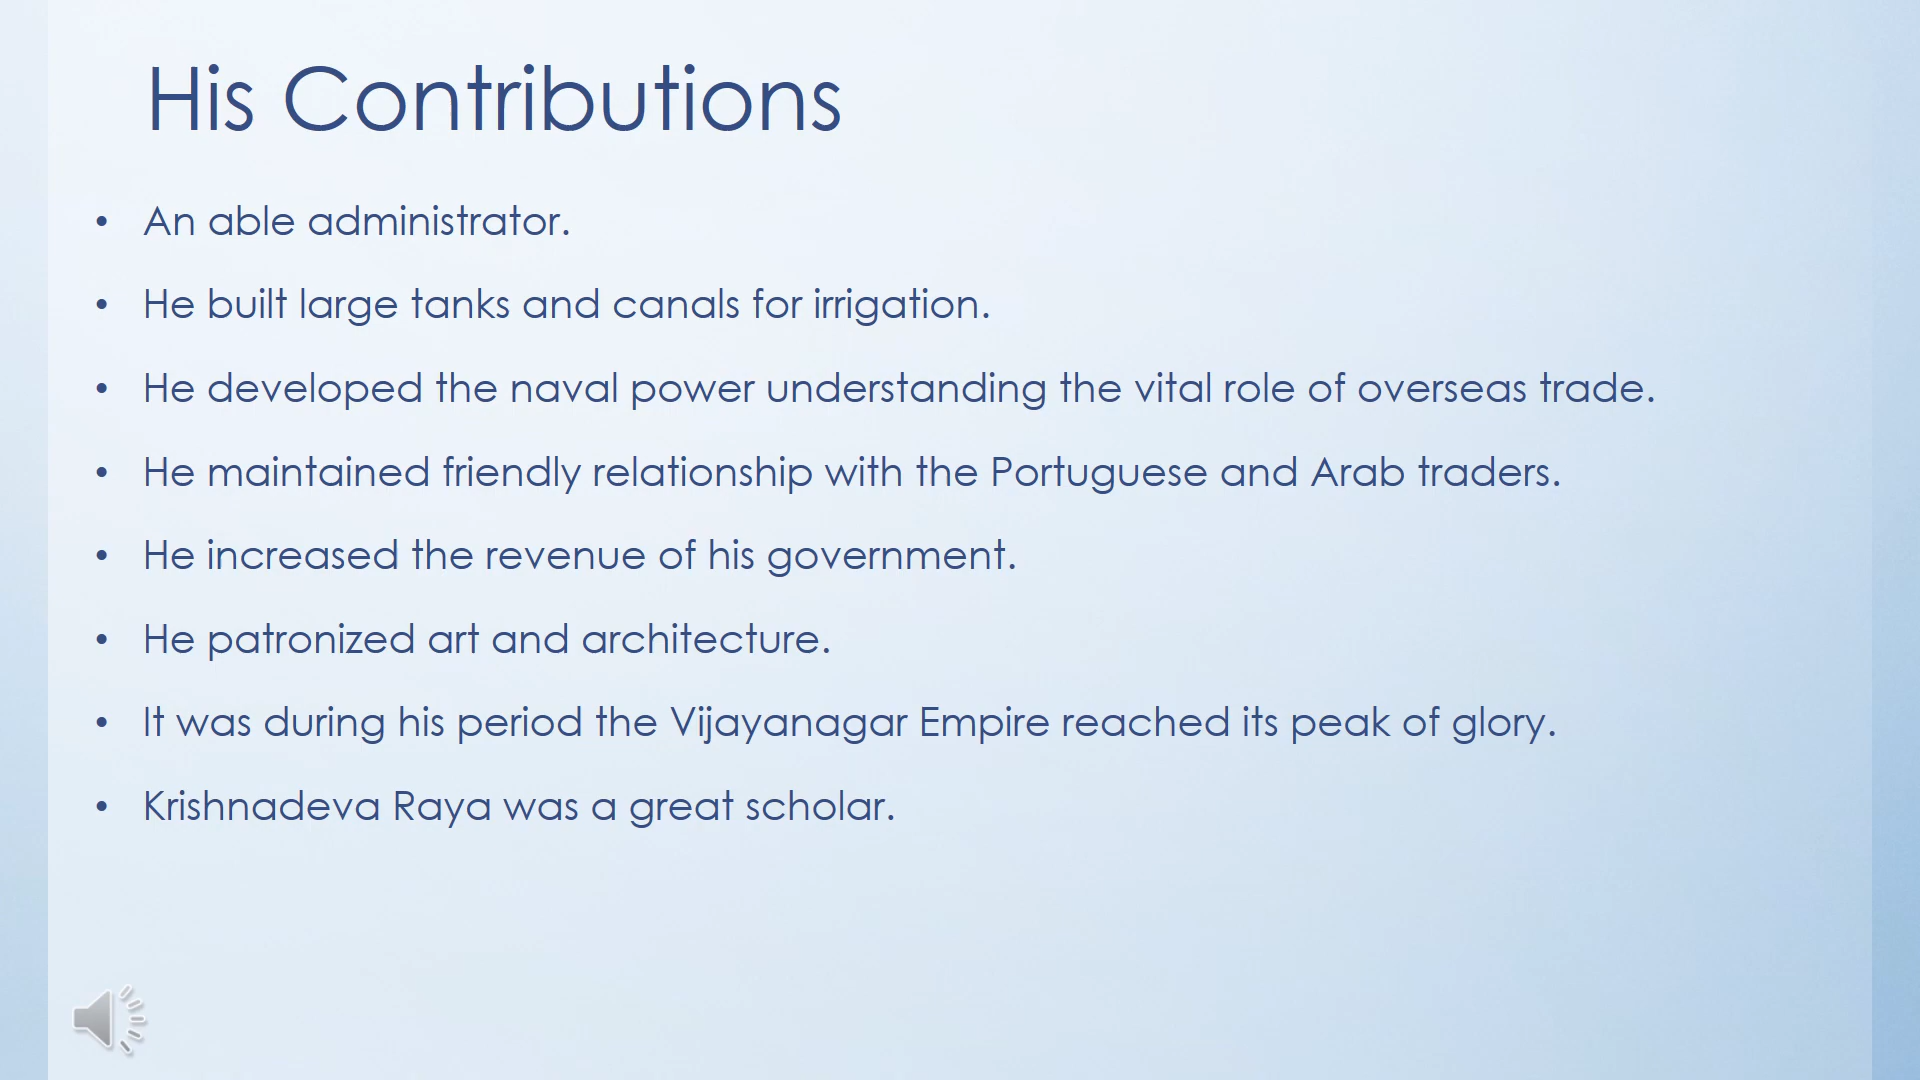 His Contributions
• An able administrator.
• He built large tanks and canals for irrigation.
• He developed the naval power understanding the vital role of overseas trade.
• He maintained friendly relationship with the Portuguese and Arab traders.
• He increased the revenue of his government.
• He patronized art and architecture.
• It was during his period the Vijayanagar Empire reached its peak of glory.
• Krishnadeva Raya was a great scholar.